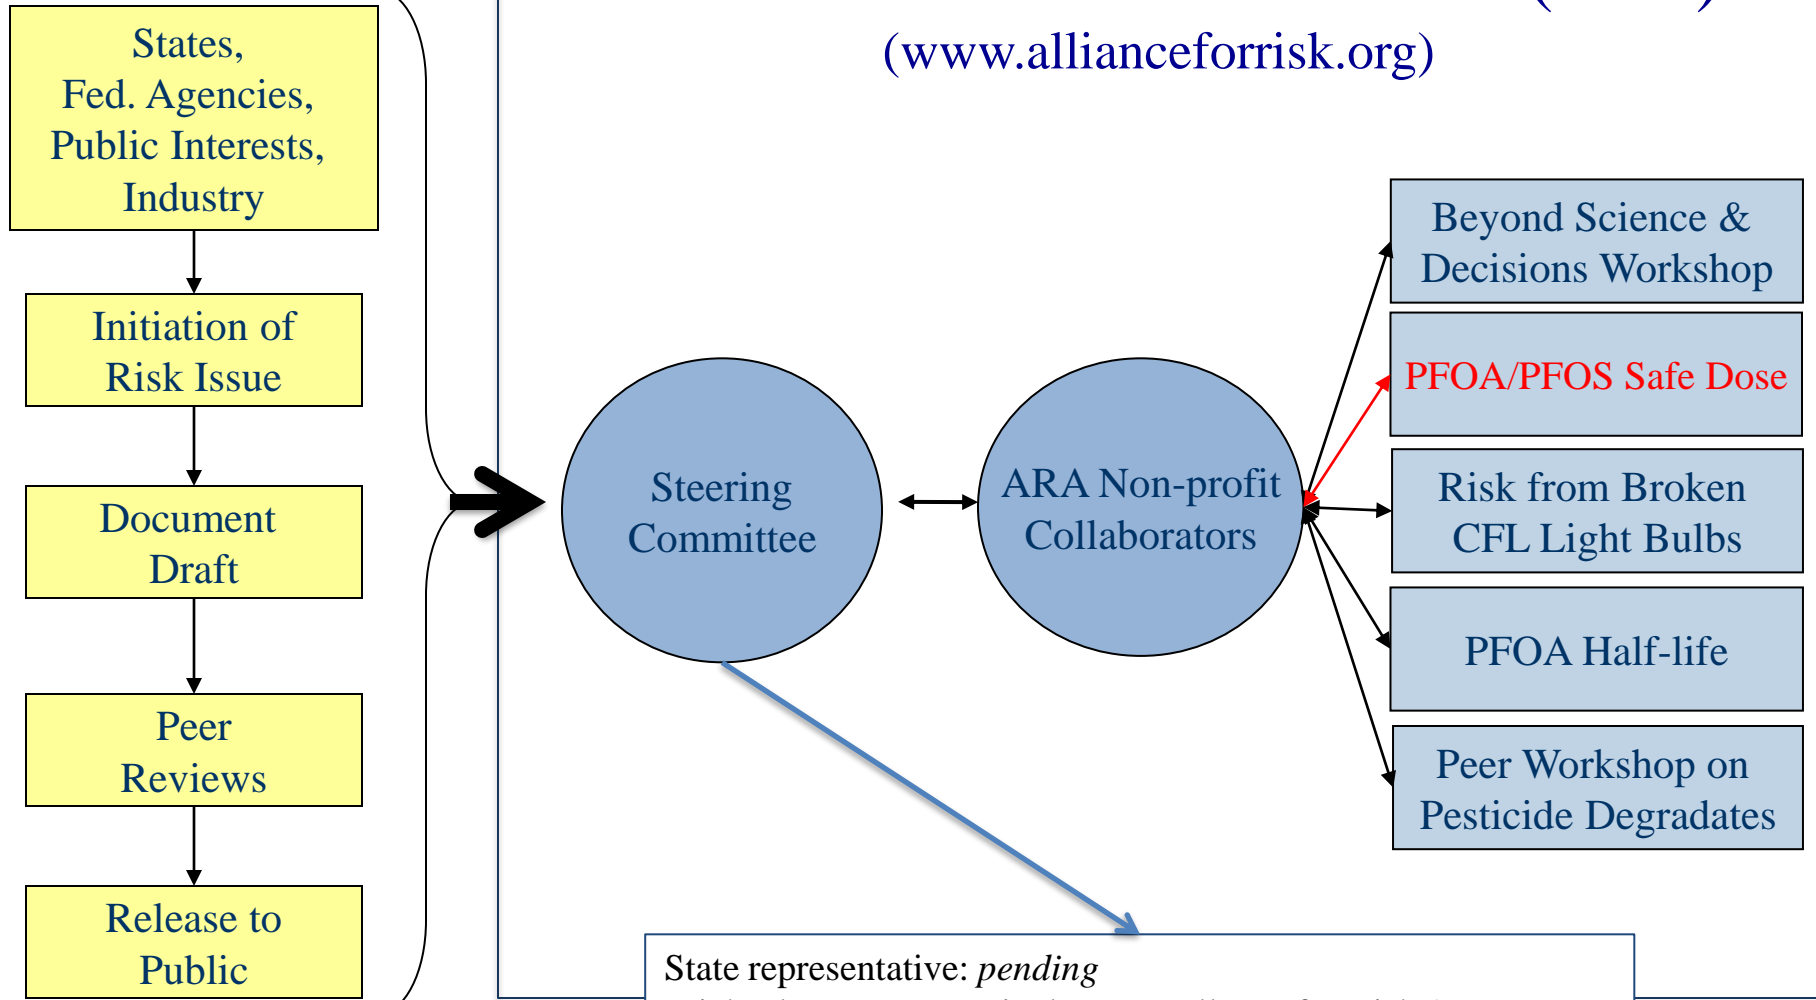 States,
Fed. Agencies,
Public Interests,
Industry
Initiation of
Risk Issue
Document
Draft
Peer
Reviews
Release to
Public
(www.allianceforrisk.org)
Steering
Committee
ARA Non-profit
Collaborators
Beyond Science &
Decisions Workshop
PFOA/PFOS Safe Dose
Risk from Broken
CFL Light Bulbs
PFOA Half-life
Peer Workshop on
Pesticide Degradates
State representative: pending